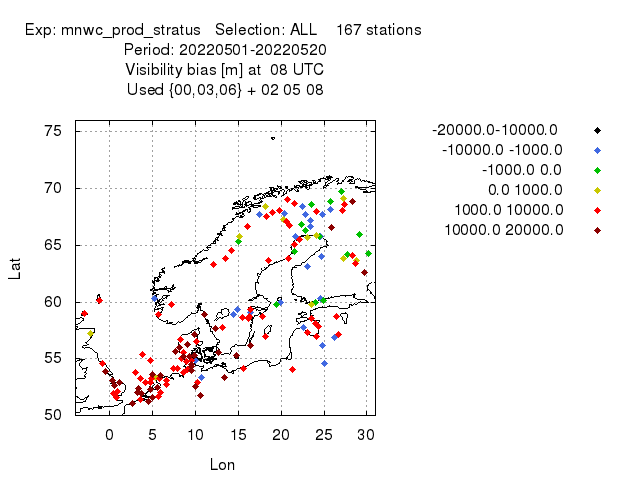 Exp: mnwc_prod_stratus   Selection: ALL    167 stations
Period: 20220501-20220520
Visibility bias [m] at  08 UTC
Used {00,03,06} + 02 05 08
-20000.0-10000.0
-10000.0 -1000.0
-1000.0 0.0
0.0 1000.0
1000.0 10000.0
10000.0 20000.0
75
70
65
60
55
50
Lat
0 5 10 15 20 25 30
Lon